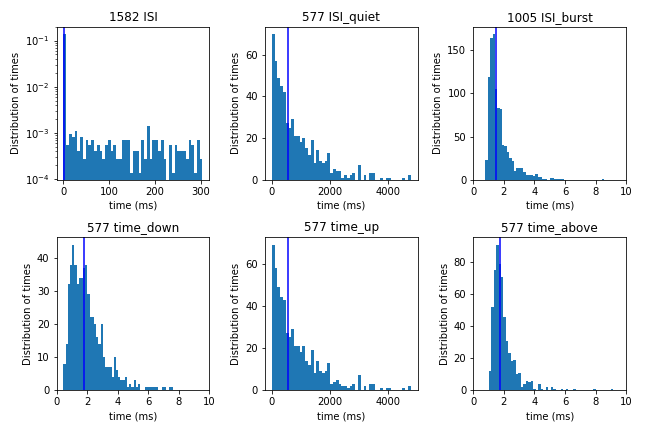 1582 ISI
Distribution of times
10⁻¹
10⁻²
10⁻³
10⁻⁴
0 100 200 300
time (ms)
577 ISI_quiet
Distribution of times
60
40
20
0
0 2000 4000
time (ms)
1005 ISI_burst
Distribution of times
150
100
50
0
0 2 4 6 8 10
time (ms)
577 time_down
Distribution of times
40
30
20
10
0
0 2 4 6 8 10
time (ms)
577 time_up
Distribution of times
60
40
20
0
0 2000 4000
time (ms)
577 time_above
Distribution of times
80
60
40
20
0
0 2 4 6 8 10
time (ms)